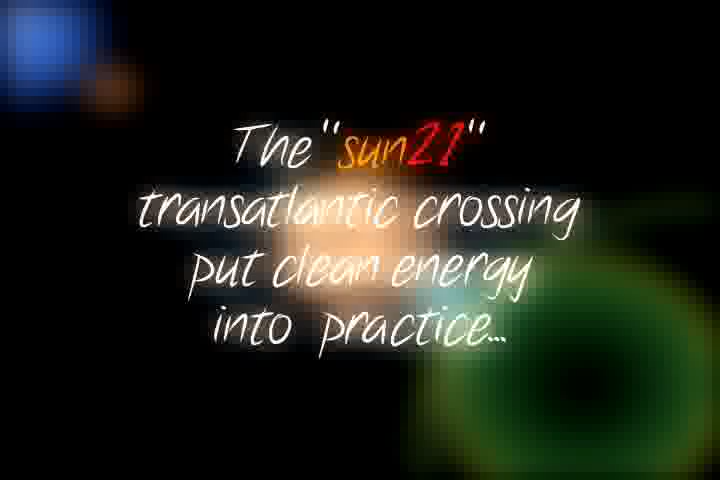 The "sun21"
transatlantic crossing
put clean energy
into practice...